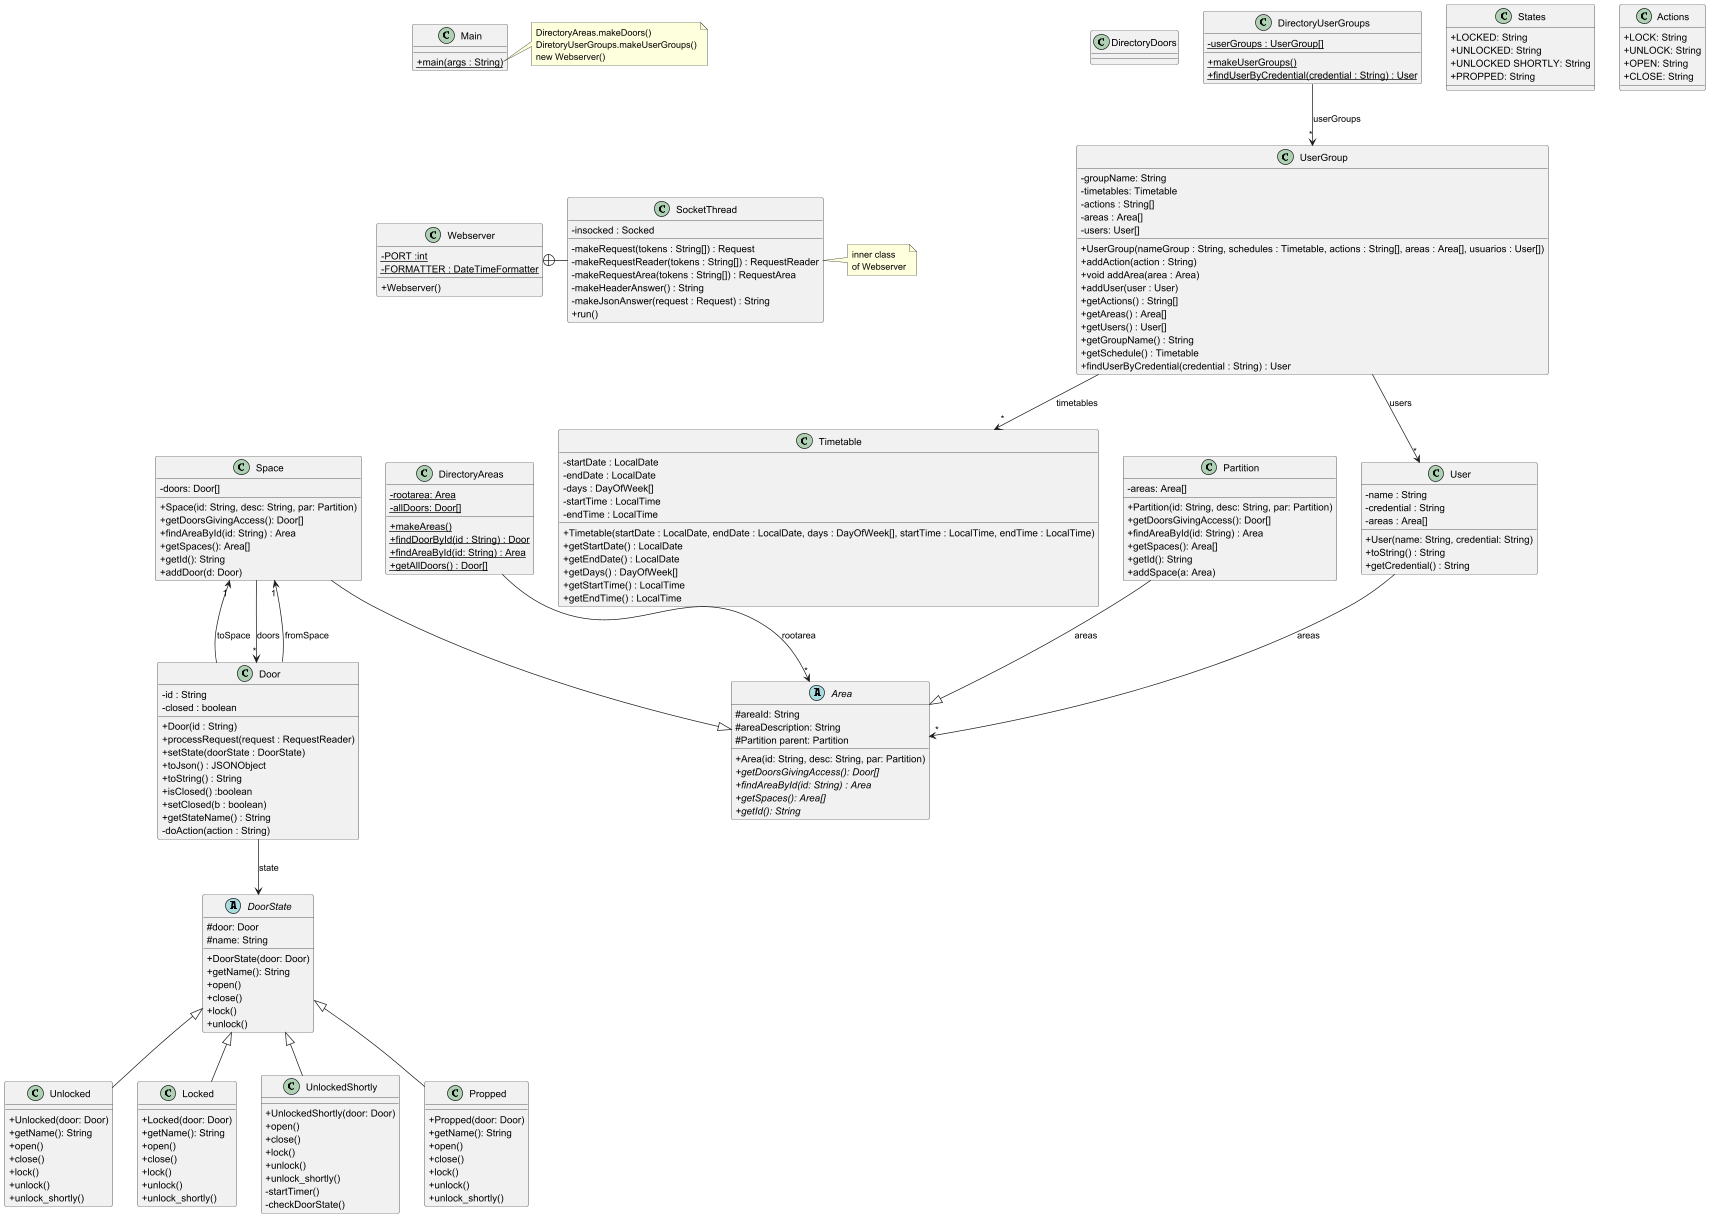 C Main
+main(args : String)
DirectoryAreas.makeDoors()
DiretoryUserGroups.makeUserGroups()
new Webserver()
C DirectoryDoors
C DirectoryUserGroups
-userGroups : UserGroup[]
+makeUserGroups()
+findUserByCredential(credential : String) : User
C States
+LOCKED: String
+UNLOCKED: String
+UNLOCKED SHORTLY: String
+PROPPED: String
C Actions
+LOCK: String
+UNLOCK: String
+OPEN: String
+CLOSE: String
userGroups
*
C UserGroup
-groupName: String
-timetables: Timetable
-actions : String[]
-areas : Area[]
-users: User[]
+UserGroup(nameGroup : String, schedules : Timetable, actions : String[], areas : Area[], usuarios : User[])
+addAction(action : String)
+void addArea(area : Area)
+addUser(user : User)
+getActions() : String[]
+getAreas() : Area[]
+getUsers() : User[]
+getGroupName() : String
+getSchedule() : Timetable
+findUserByCredential(credential : String) : User
C Webserver
-PORT :int
-FORMATTER : DateTimeFormatter
+Webserver()
C SocketThread
-insocked : Socked
-makeRequest(tokens : String[]) : Request
-makeRequestReader(tokens : String[]) : RequestReader
-makeRequestArea(tokens : String[]) : RequestArea
-makeHeaderAnswer() : String
-makeJsonAnswer(request : Request) : String
+run()
inner class
of Webserver
timetables
*
users
*
C Space
-doors: Door[]
+Space(id: String, desc: String, par: Partition)
+getDoorsGivingAccess(): Door[]
+findAreaById(id: String) : Area
+getSpaces(): Area[]
+getId(): String
+addDoor(d: Door)
C DirectoryAreas
-rootarea: Area
-allDoors: Door[]
+makeAreas()
+findDoorById(id : String) : Door
+findAreaById(id: String) : Area
+getAllDoors() : Door[]
C Timetable
-startDate : LocalDate
-endDate : LocalDate
-days : DayOfWeek[]
-startTime : LocalTime
-endTime : LocalTime
+Timetable(startDate : LocalDate, endDate : LocalDate, days : DayOfWeek[], startTime : LocalTime, endTime : LocalTime)
+getStartDate() : LocalDate
+getEndDate() : LocalDate
+getDays() : DayOfWeek[]
+getStartTime() : LocalTime
+getEndTime() : LocalTime
C Partition
-areas: Area[]
+Partition(id: String, desc: String, par: Partition)
+getDoorsGivingAccess(): Door[]
+findAreaById(id: String) : Area
+getSpaces(): Area[]
+getId(): String
+addSpace(a: Area)
C User
-name : String
-credential : String
-areas : Area[]
+User(name: String, credential: String)
+toString() : String
+getCredential() : String
1
1
toSpace
doors
fromSpace
*
rootarea
*
areas
areas
*
C Door
-id : String
-closed : boolean
+Door(id : String)
+processRequest(request : RequestReader)
+setState(doorState : DoorState)
+toJson() : JSONObject
+toString() : String
+isClosed() :boolean
+setClosed(b : boolean)
+getStateName() : String
-doAction(action : String)
A Area
#areaId: String
#areaDescription: String
#Partition parent: Partition
+Area(id: String, desc: String, par: Partition)
+getDoorsGivingAccess(): Door[]
+findAreaById(id: String) : Area
+getSpaces(): Area[]
+getId(): String
state
A DoorState
#door: Door
#name: String
+DoorState(door: Door)
+getName(): String
+open()
+close()
+lock()
+unlock()
C Unlocked
+Unlocked(door: Door)
+getName(): String
+open()
+close()
+lock()
+unlock()
+unlock_shortly()
C Locked
+Locked(door: Door)
+getName(): String
+open()
+close()
+lock()
+unlock()
+unlock_shortly()
C UnlockedShortly
+UnlockedShortly(door: Door)
+open()
+close()
+lock()
+unlock()
+unlock_shortly()
-startTimer()
-checkDoorState()
C Propped
+Propped(door: Door)
+getName(): String
+open()
+close()
+lock()
+unlock()
+unlock_shortly()